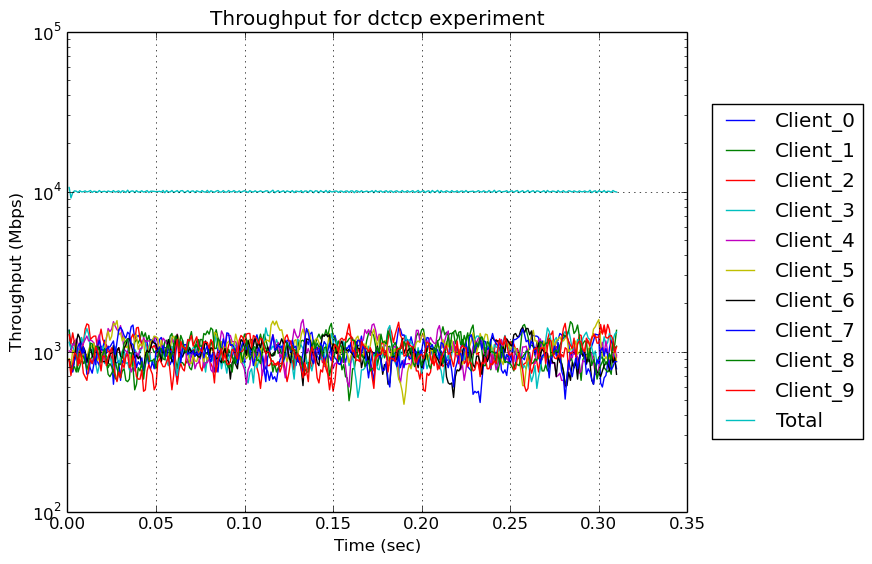 Throughput for dctcp experiment
Throughput (Mbps)
10^5
10^4
10^3
10^2
0.00 0.05 0.10 0.15 0.20 0.25 0.30 0.35
Time (sec)
Client_0
Client_1
Client_2
Client_3
Client_4
Client_5
Client_6
Client_7
Client_8
Client_9
Total